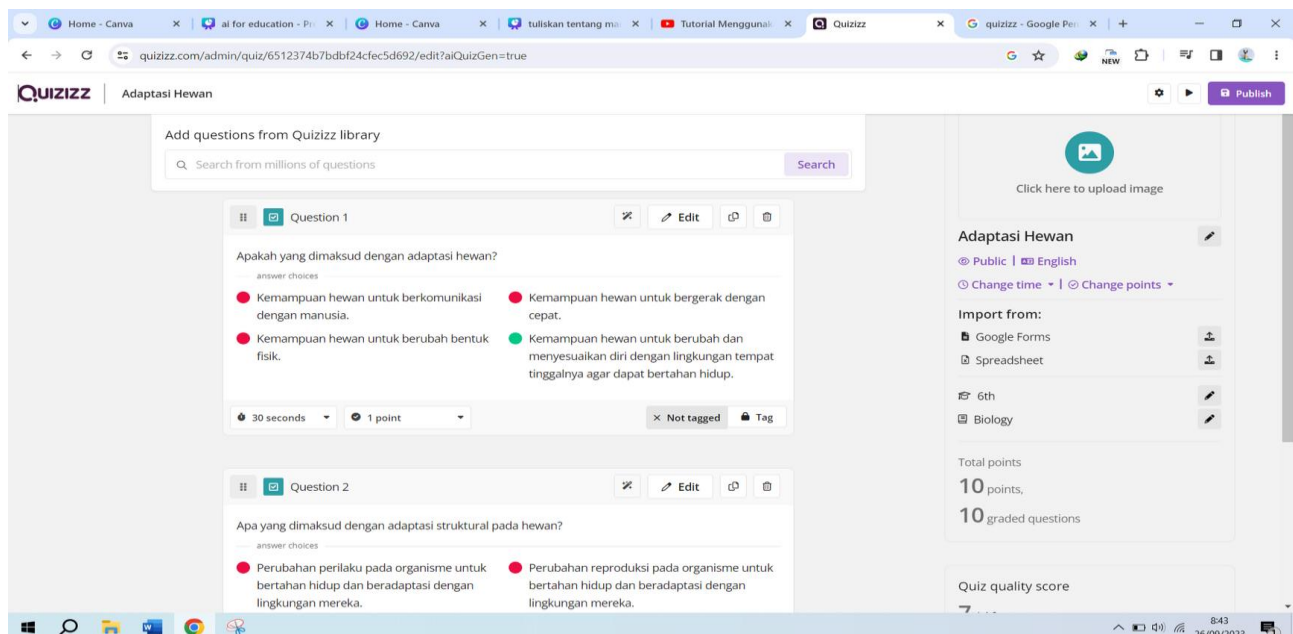 Home - Canva
ai for education - Pri
Home - Canva
tuliskan tentang ma
Tutorial Menggunak
Quizizz
quizizz - Google Pen
quizizz.com/admin/quiz/6512374b7bdbf24cfec5d692/edit?aiQuizGen=true
NEW
QUIZIZZ
Adaptasi Hewan
Publish
Add questions from Quizizz library
Search from millions of questions
Search
Question 1
Edit
Apakah yang dimaksud dengan adaptasi hewan?
answer choices
Kemampuan hewan untuk berkomunikasi
dengan manusia.
Kemampuan hewan untuk bergerak dengan
cepat.
Kemampuan hewan untuk berubah bentuk
fisik.
Kemampuan hewan untuk berubah dan
menyesuaikan diri dengan lingkungan tempat
tinggalnya agar dapat bertahan hidup.
30 seconds
1 point
Not tagged
Tag
Question 2
Edit
Apa yang dimaksud dengan adaptasi struktural pada hewan?
answer choices
Perubahan perilaku pada organisme untuk
bertahan hidup dan beradaptasi dengan
lingkungan mereka.
Perubahan reproduksi pada organisme untuk
bertahan hidup dan beradaptasi dengan
lingkungan mereka.
Click here to upload image
Adaptasi Hewan
Public | English
Change time | Change points
Import from:
Google Forms
Spreadsheet
6th
Biology
Total points
10 points,
10 graded questions
Quiz quality score
8:43
26/09/2023